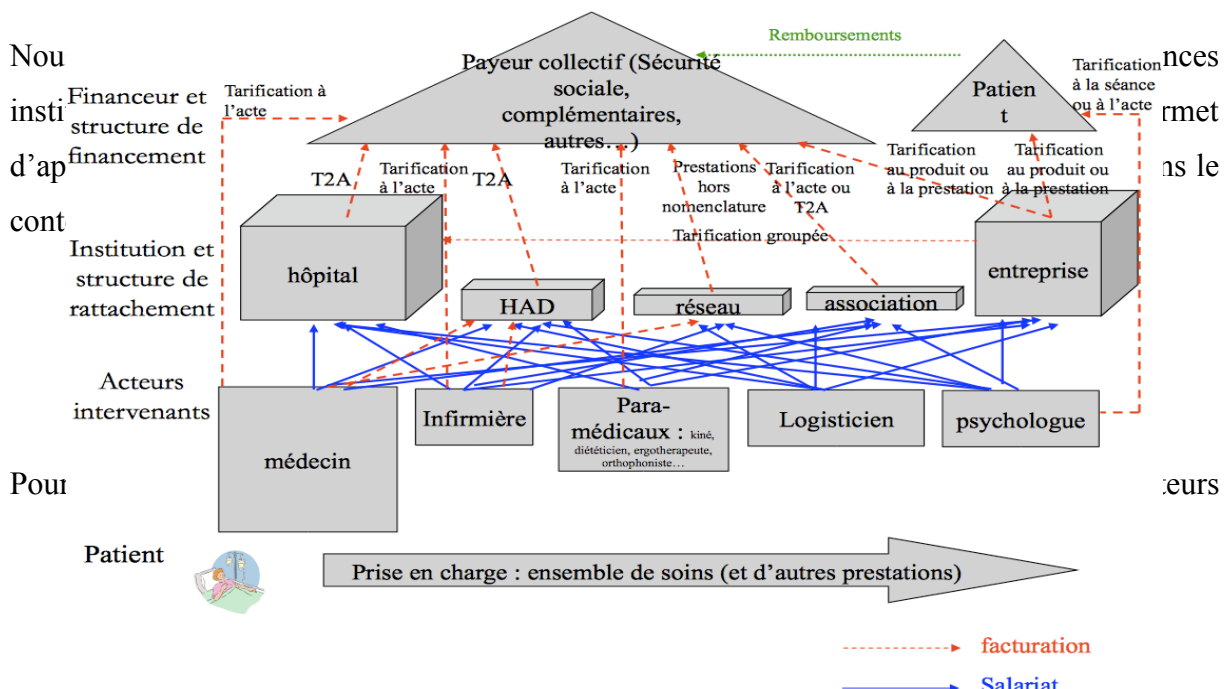 Remboursements
Nou
nces
Payeur collectif (Sécurité
sociale,
complémentaires,
autres…)
Tarification
à la séance
ou à l'acte
Patien
t
insti
rmet
Financeur et
structure de
financement
Tarification à
l'acte
d'ap
ns le
T2A
Tarification
à l'acte
T2A
Tarification
à l'acte
Prestations
hors
nomenclature
Tarification
à l'acte ou
T2A
Tarification
au produit ou
à la prestation
Tarification
au produit ou
à la prestation
cont
Tarification groupée
Institution et
structure de
rattachement
hôpital
HAD
réseau
association
entreprise
Acteurs
intervenants
médecin
Infirmière
Para-
médicaux : kiné,
diététicien, ergotherapeute,
orthophoniste…
Logisticien
psychologue
Pour
teurs
Patient
Prise en charge : ensemble de soins (et d'autres prestations)
facturation
Salariat